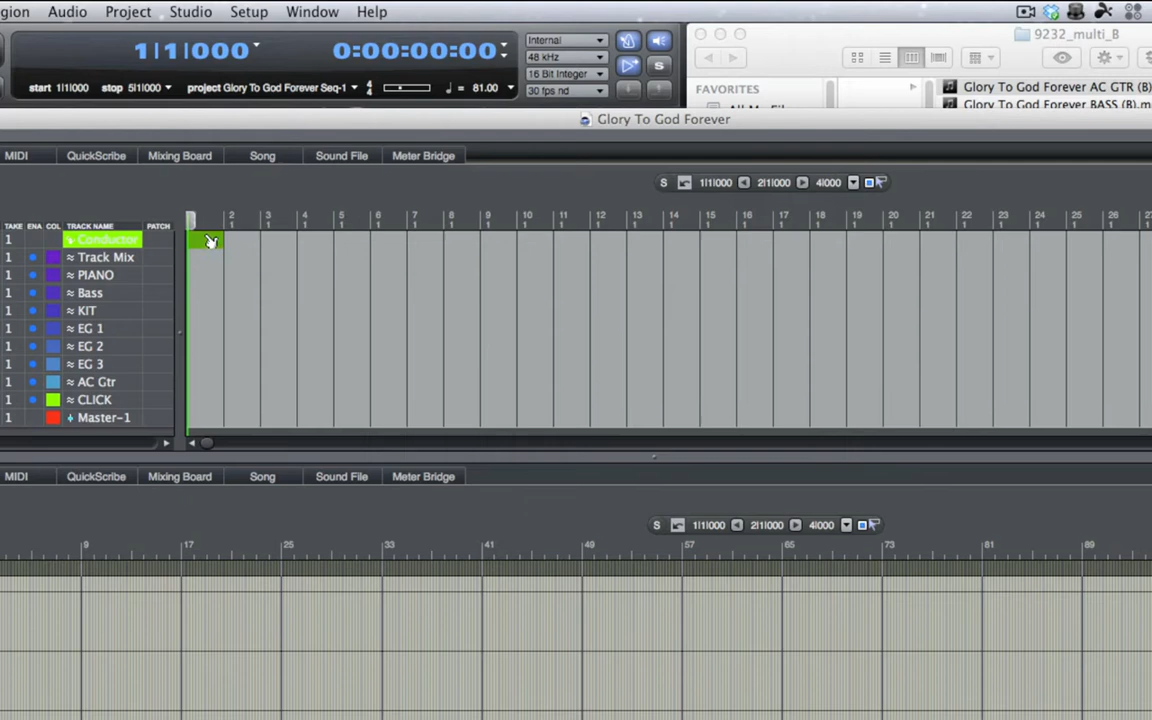 gion Audio Project Studio Setup Window Help
1|1|000 0:00:00:00
Internal
48 kHz
16 Bit Integer
30 fps nd
S
start 1|1|000 stop 5|1|000 project Glory To God Forever Seq-1 4 4 = 81.00
9232_multi_B
FAVORITES
Glory To God Forever AC GTR (B)
Glory To God Forever BASS (B).m
Glory To God Forever
MIDI QuickScribe Mixing Board Song Sound File Meter Bridge
S 1|1|000 2|1|000 4|000
2 3 4 5 6 7 8 9 10 11 12 13 14 15 16 17 18 19 20 21 22 23 24 25 26 27
TAKE ENA COL TRACK NAME PATCH
1 Conductor
1 Track Mix
1 PIANO
1 Bass
1 KIT
1 EG 1
1 EG 2
1 EG 3
1 AC Gtr
1 CLICK
1 Master-1
MIDI QuickScribe Mixing Board Song Sound File Meter Bridge
S 1|1|000 2|1|000 4|000
9 17 25 33 41 49 57 65 73 81 89